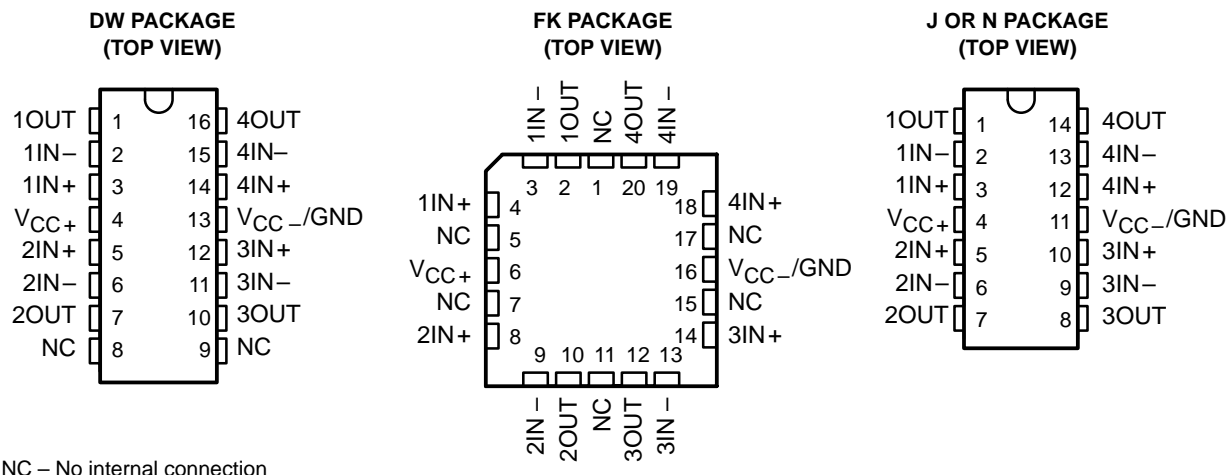 DW PACKAGE
(TOP VIEW)
1OUT 1 16 4OUT
1IN− 2 15 4IN−
1IN+ 3 14 4IN+
VCC+ 4 13 VCC−/GND
2IN+ 5 12 3IN+
2IN− 6 11 3IN−
2OUT 7 10 3OUT
NC 8 9 NC
FK PACKAGE
(TOP VIEW)
1IN− 1OUT NC 4OUT 4IN−
3 2 1 20 19
1IN+ 4 18 4IN+
NC 5 17 NC
VCC+ 6 16 VCC−/GND
NC 7 15 NC
2IN+ 8 14 3IN+
9 10 11 12 13
2IN− 2OUT NC 3OUT 3IN−
J OR N PACKAGE
(TOP VIEW)
1OUT 1 14 4OUT
1IN− 2 13 4IN−
1IN+ 3 12 4IN+
VCC+ 4 11 VCC−/GND
2IN+ 5 10 3IN+
2IN− 6 9 3IN−
2OUT 7 8 3OUT
NC – No internal connection